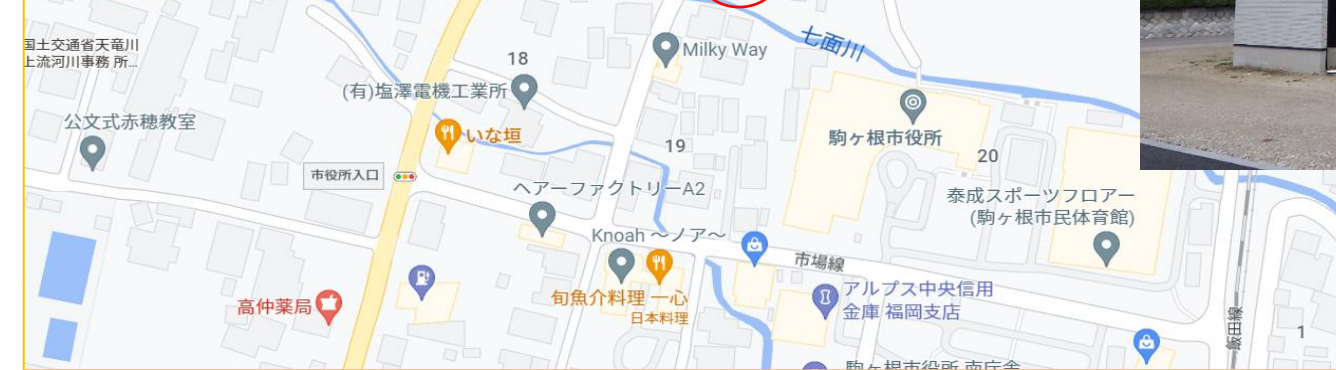 七面川
Milky Way
国土交通省天竜川
上流河川事務 所...
18
(有)塩澤電機工業所
公文式赤穂教室
いな垣
駒ヶ根市役所
19
20
市役所入口
ヘアーファクトリーA2
泰成スポーツフロアー
(駒ヶ根市民体育館)
Knoah ～ノア～
市場線
旬魚介料理 一心
日本料理
アルプス中央信用
金庫 福岡支店
高仲薬局
飯田線
1
駒ヶ根市役所 南庁舎